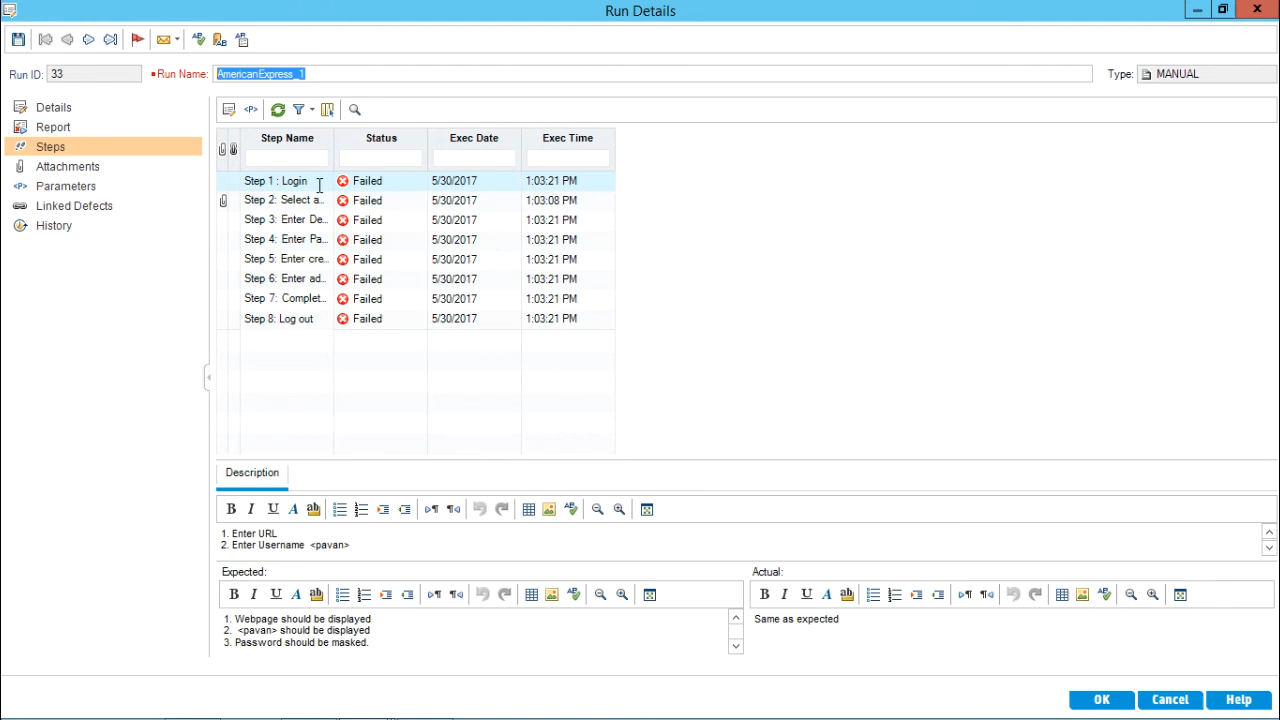 Run Details
Run ID: 33 Run Name: AmericanExpress_1 Type: MANUAL
Details
Report
Steps
Attachments
<P> Parameters
Linked Defects
History
<P>
Step Name Status Exec Date Exec Time
Step 1 : Login Failed 5/30/2017 1:03:21 PM
Step 2: Select a... Failed 5/30/2017 1:03:08 PM
Step 3: Enter De... Failed 5/30/2017 1:03:21 PM
Step 4: Enter Pa... Failed 5/30/2017 1:03:21 PM
Step 5: Enter cre... Failed 5/30/2017 1:03:21 PM
Step 6: Enter ad... Failed 5/30/2017 1:03:21 PM
Step 7: Complet... Failed 5/30/2017 1:03:21 PM
Step 8: Log out Failed 5/30/2017 1:03:21 PM
Description
B I U A ab
1. Enter URL
2. Enter Username <pavan>
Expected: Actual:
B I U A ab B I U A ab
1. Webpage should be displayed
2. <pavan> should be displayed
3. Password should be masked.
Same as expected
OK Cancel Help